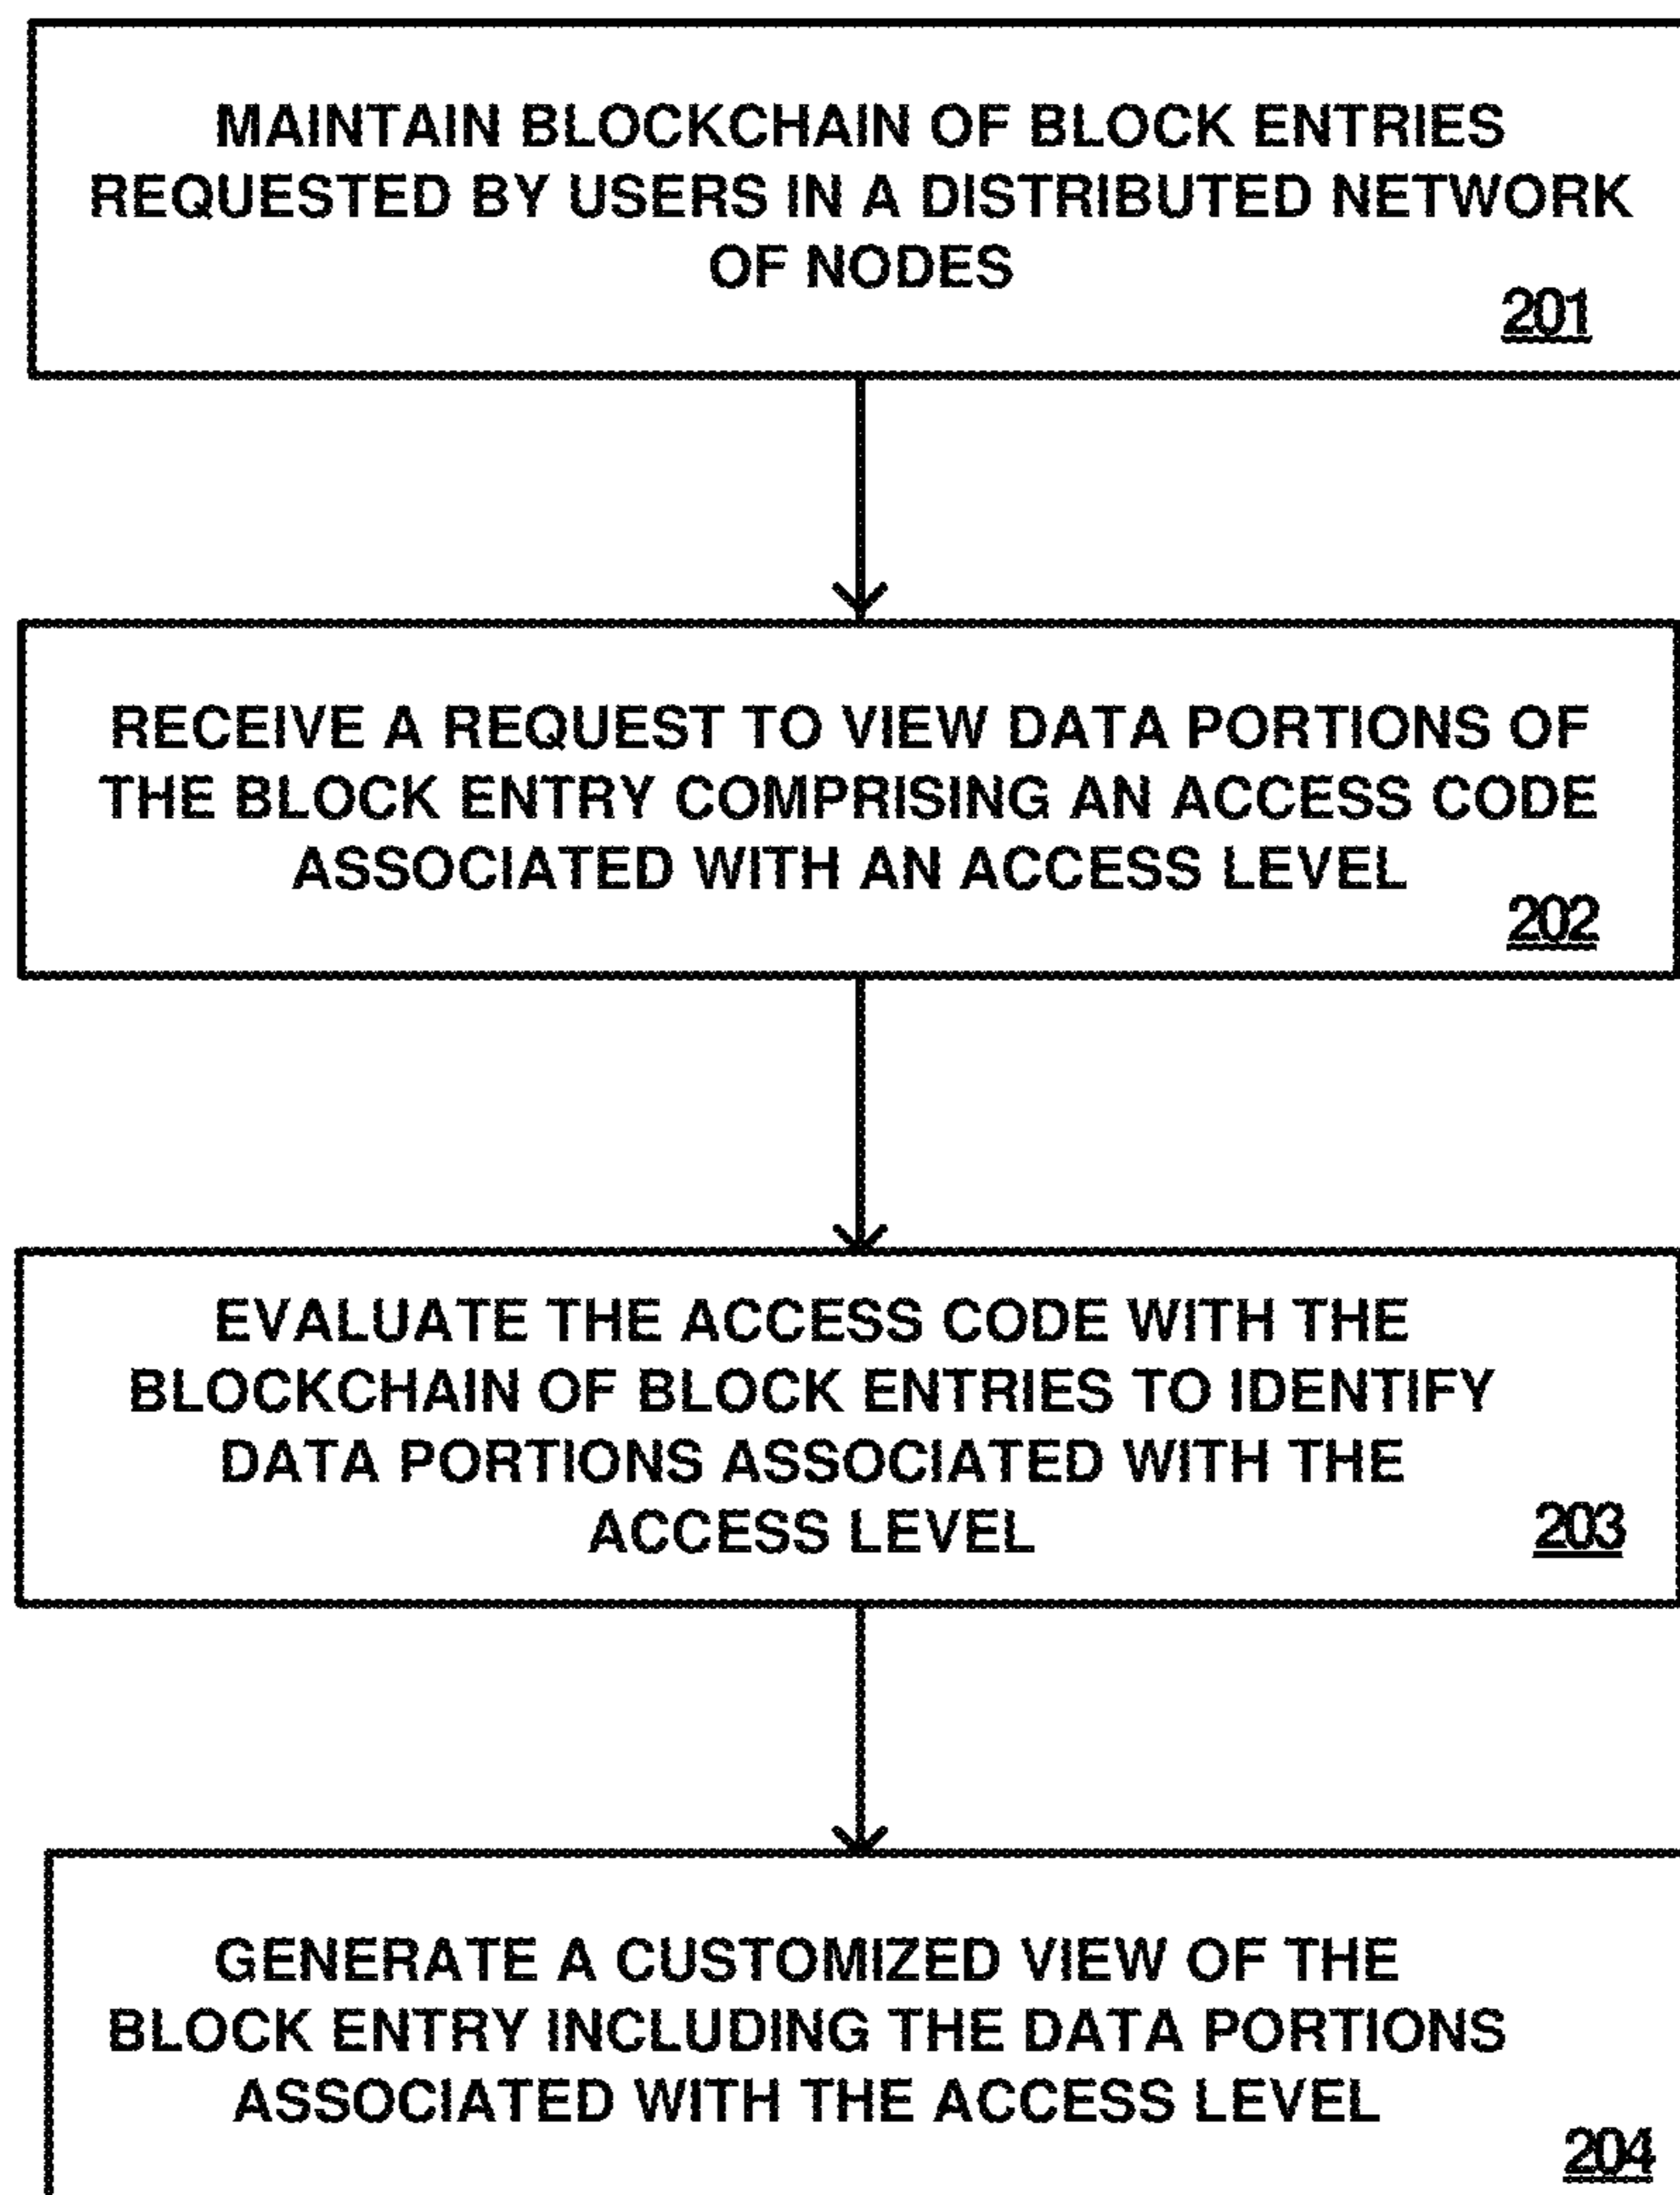 MAINTAIN BLOCKCHAIN OF BLOCK ENTRIES
REQUESTED BY USERS IN A DISTRIBUTED NETWORK
OF NODES
201
RECEIVE A REQUEST TO VIEW DATA PORTIONS OF
THE BLOCK ENTRY COMPRISING AN ACCESS CODE
ASSOCIATED WITH AN ACCESS LEVEL
202
EVALUATE THE ACCESS CODE WITH THE
BLOCKCHAIN OF BLOCK ENTRIES TO IDENTIFY
DATA PORTIONS ASSOCIATED WITH THE
ACCESS LEVEL
203
GENERATE A CUSTOMIZED VIEW OF THE
BLOCK ENTRY INCLUDING THE DATA PORTIONS
ASSOCIATED WITH THE ACCESS LEVEL
204